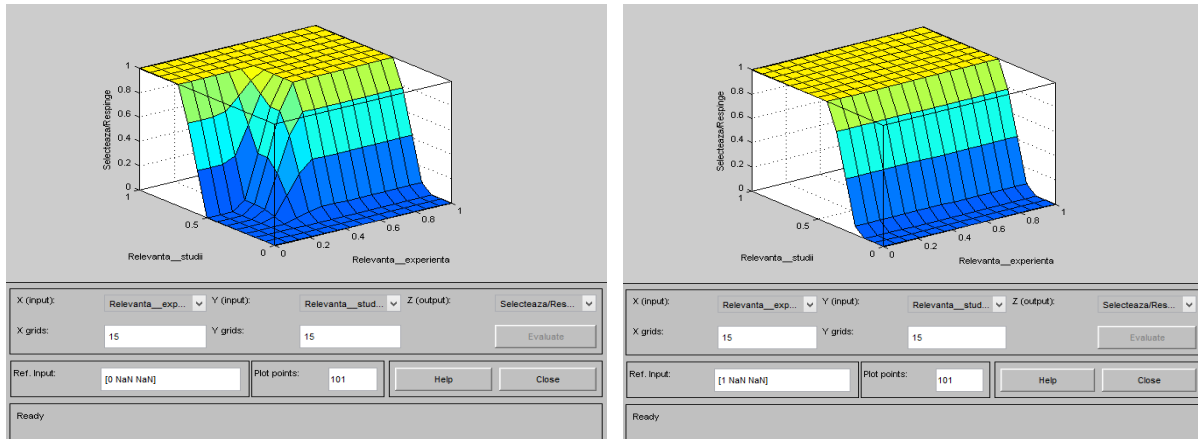 Selecteaza/Respinge
1
0.8
0.6
0.4
0.2
0
1
0.5
0
Relevanta__studii
0
0.2
0.4
0.6
0.8
1
Relevanta__experienta
X (input):
Relevanta__exp...
Y (input):
Relevanta__stud...
Z (output):
Selecteaza/Res...
X grids:
15
Y grids:
15
Evaluate
Ref. Input:
[0 NaN NaN]
Plot points:
101
Help
Close
Ready
Selecteaza/Respinge
1
0.8
0.6
0.4
0.2
0
1
0.5
0
Relevanta__studii
0
0.2
0.4
0.6
0.8
1
Relevanta__experienta
X (input):
Relevanta__exp...
Y (input):
Relevanta__stud...
Z (output):
Selecteaza/Res...
X grids:
15
Y grids:
15
Evaluate
Ref. Input:
[1 NaN NaN]
Plot points:
101
Help
Close
Ready